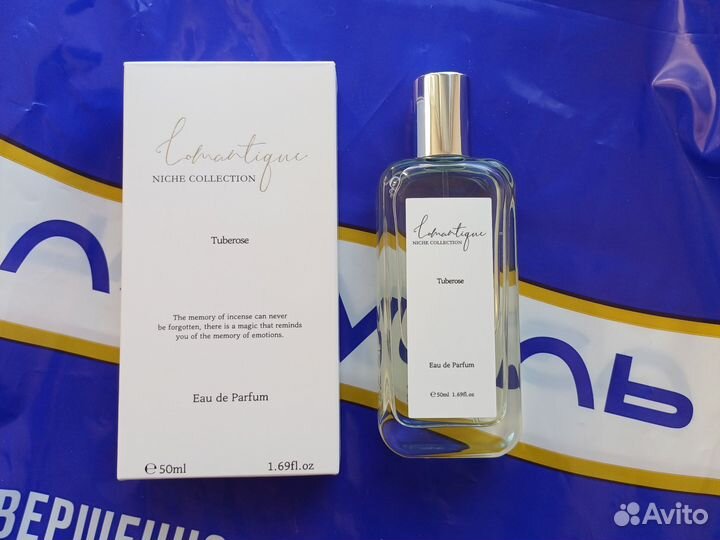 Lomantique
NICHE COLLECTION
Tuberose
The memory of incense can never
be forgotten, there is a magic that reminds
you of the memory of emotions.
Eau de Parfum
℮50ml 1.69fl.oz
Lomantique
NICHE COLLECTION
Tuberose
Eau de Parfum
℮50ml 1.69fl.oz
ВЕРШЕНН
Avito